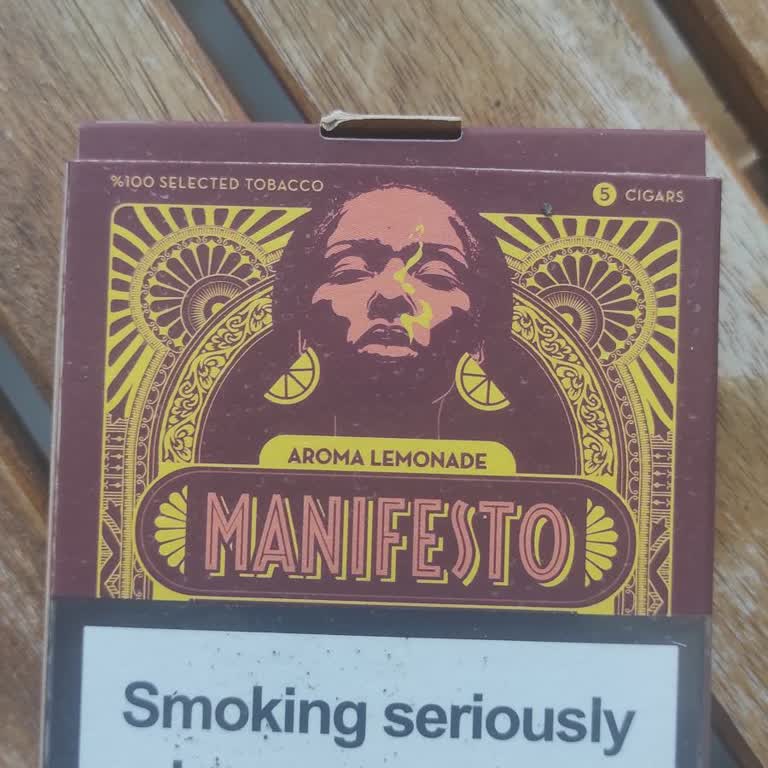 %100 SELECTED TOBACCO
5 CIGARS
AROMA LEMONADE
MANIFESTO
Smoking seriously